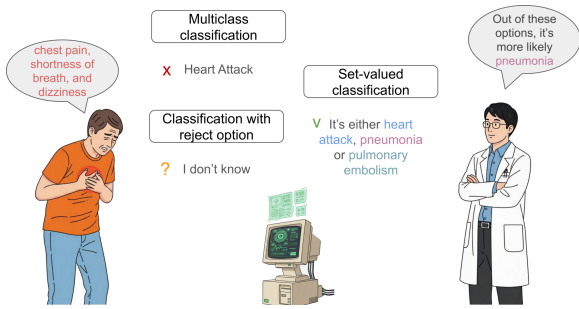 chest pain,
shortness of
breath, and
dizziness
Multiclass
classification
x Heart Attack
Classification with
reject option
? I don't know
Set-valued
classification
v It's either heart
attack, pneumonia
or pulmonary
embolism
Out of these
options, it's
more likely
pneumonia